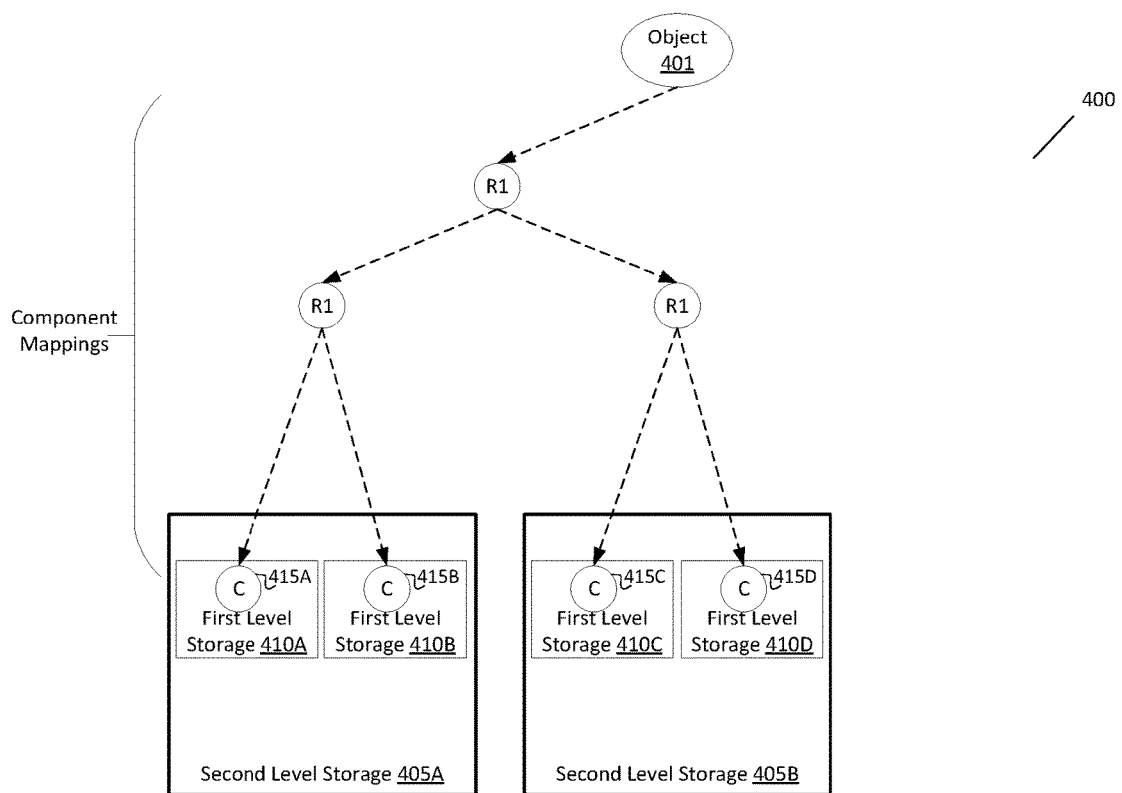 Object
401
400
R1
R1
R1
Component
Mappings
C
415A
C
415B
C
415C
C
415D
First Level
Storage 410A
First Level
Storage 410B
First Level
Storage 410C
First Level
Storage 410D
Second Level Storage 405A
Second Level Storage 405B